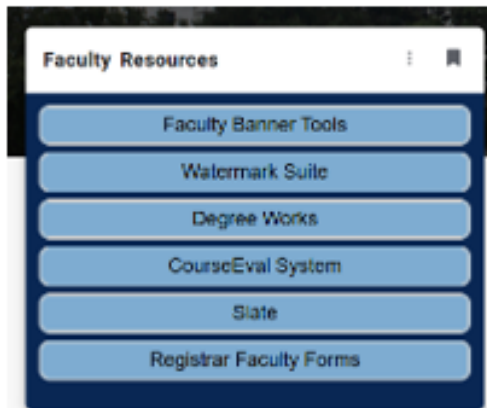 Faculty Resources
Faculty Banner Tools
Watermark Suite
Degree Works
CourseEval System
Slate
Registrar Faculty Forms